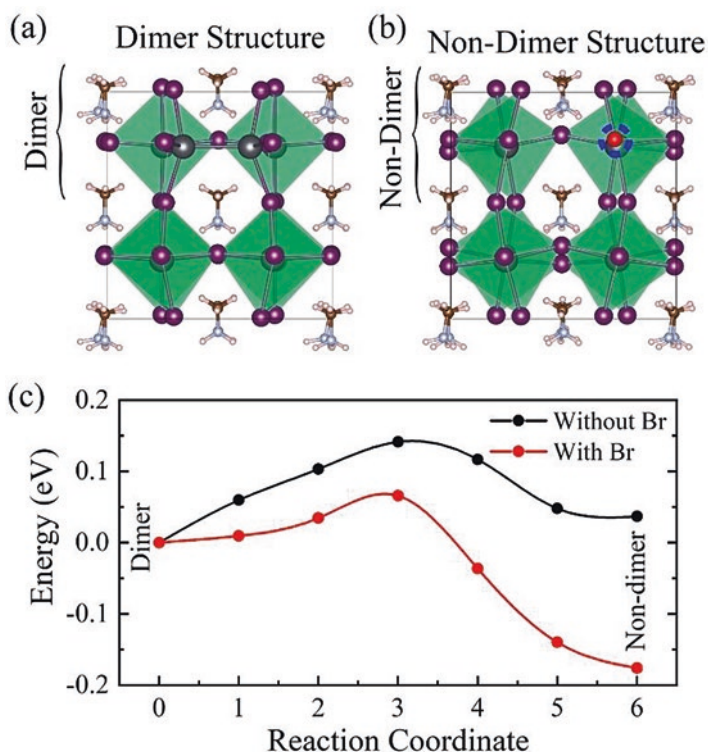 (a) Dimer Structure
Dimer
(b) Non-Dimer Structure
Non-Dimer
(c)
Without Br
With Br
Energy (eV)
0.2
0.1
0.0
-0.1
-0.2
Dimer
Non-dimer
0 1 2 3 4 5 6
Reaction Coordinate